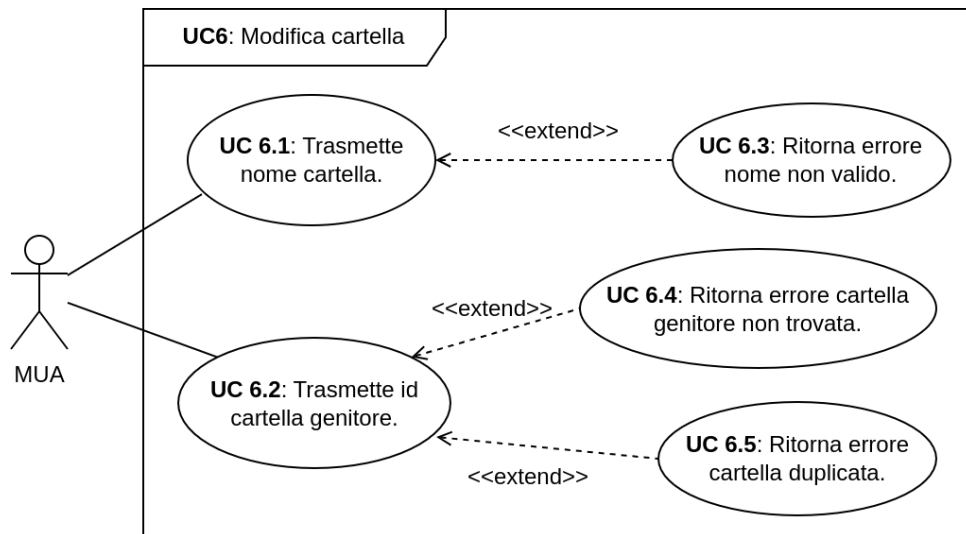 UC6: Modifica cartella
UC 6.1: Trasmette
nome cartella.
<<extend>>
UC 6.3: Ritorna errore
nome non valido.
MUA
<<extend>>
UC 6.4: Ritorna errore cartella
genitore non trovata.
UC 6.2: Trasmette id
cartella genitore.
<<extend>>
UC 6.5: Ritorna errore
cartella duplicata.